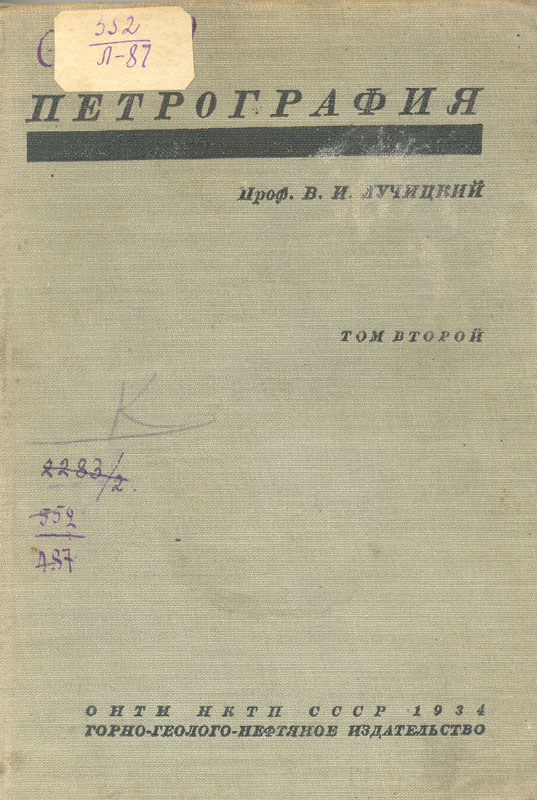 552
Л-87
ПЕТРОГРАФИЯ
Проф. В. И. ЛУЧИЦКИЙ
ТОМ ВТОРОЙ
К
2283/2
552
Л87
ОНТИ НКТП СССР 1934
ГОРНО-ГЕОЛОГО-НЕФТЯНОЕ ИЗДАТЕЛЬСТВО